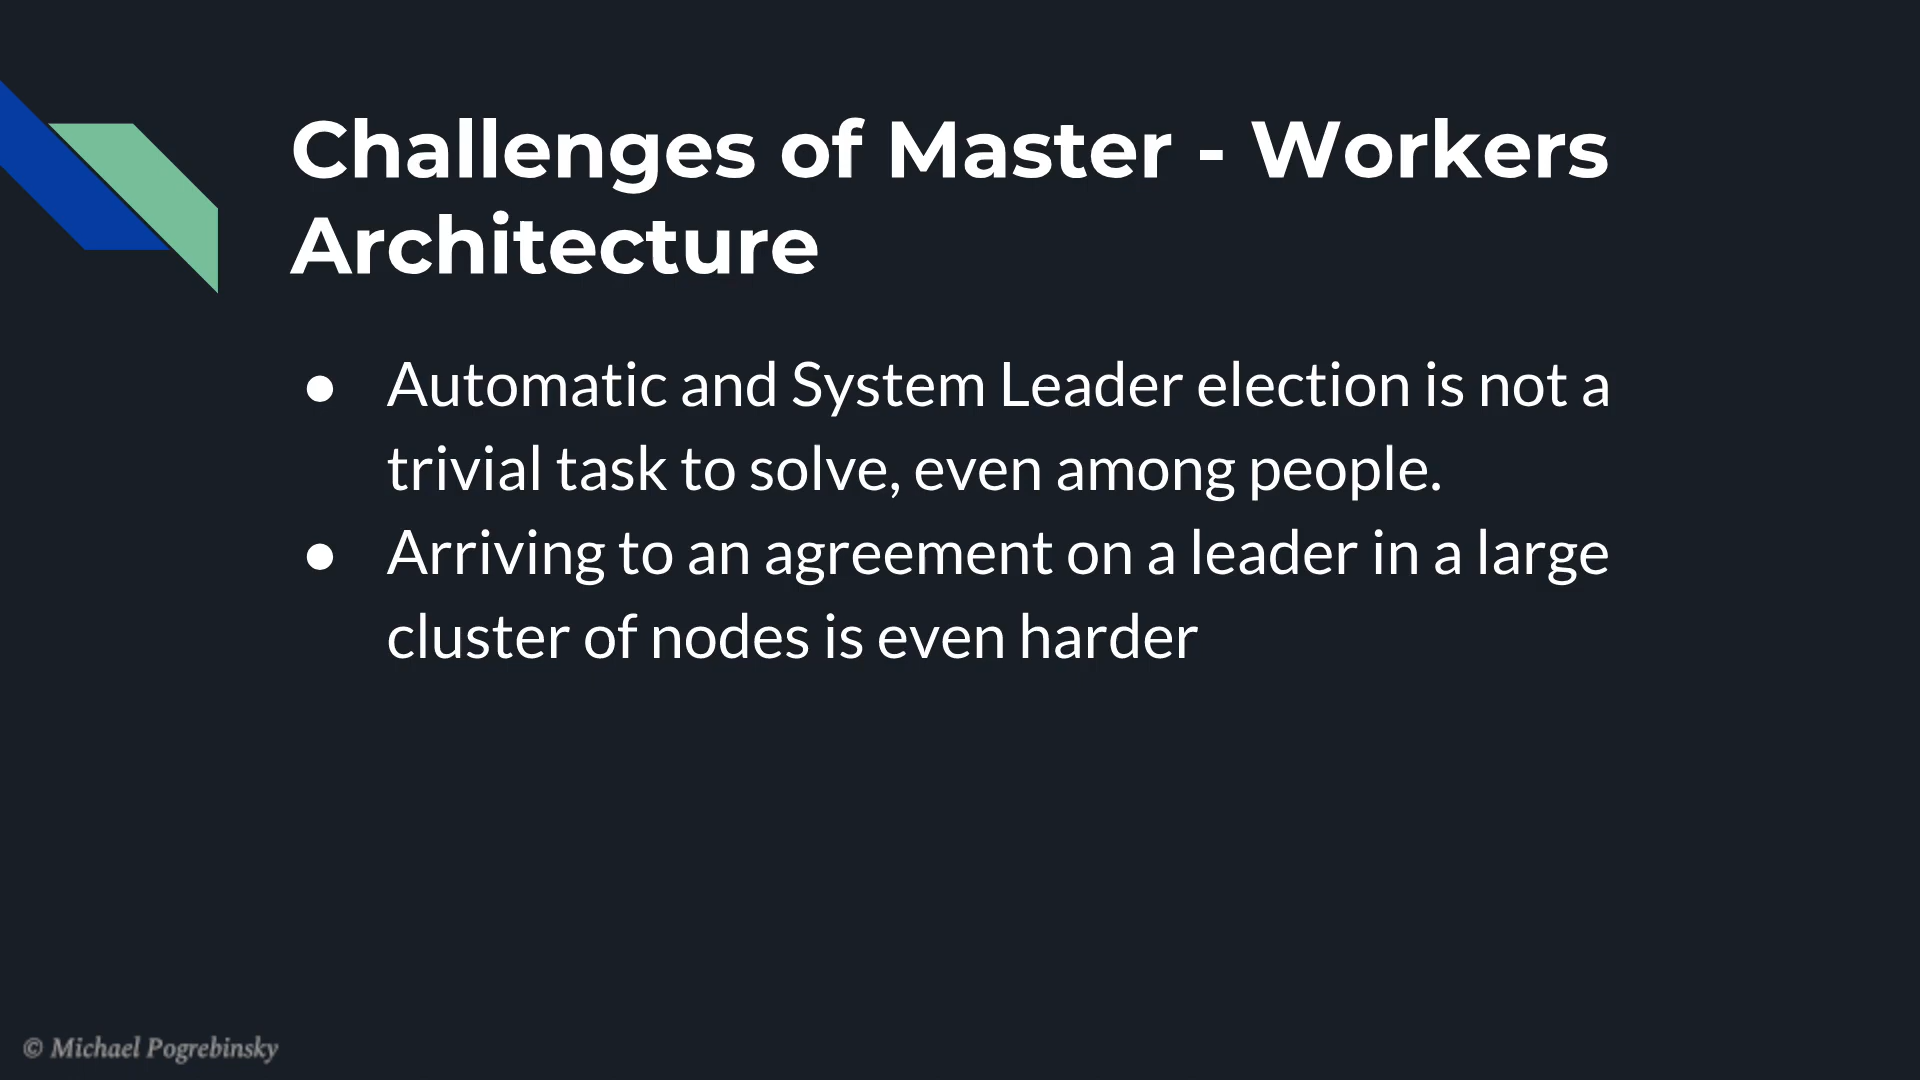 Challenges of Master - Workers
Architecture
● Automatic and System Leader election is not a
trivial task to solve, even among people.
● Arriving to an agreement on a leader in a large
cluster of nodes is even harder
© Michael Pogrebinsky